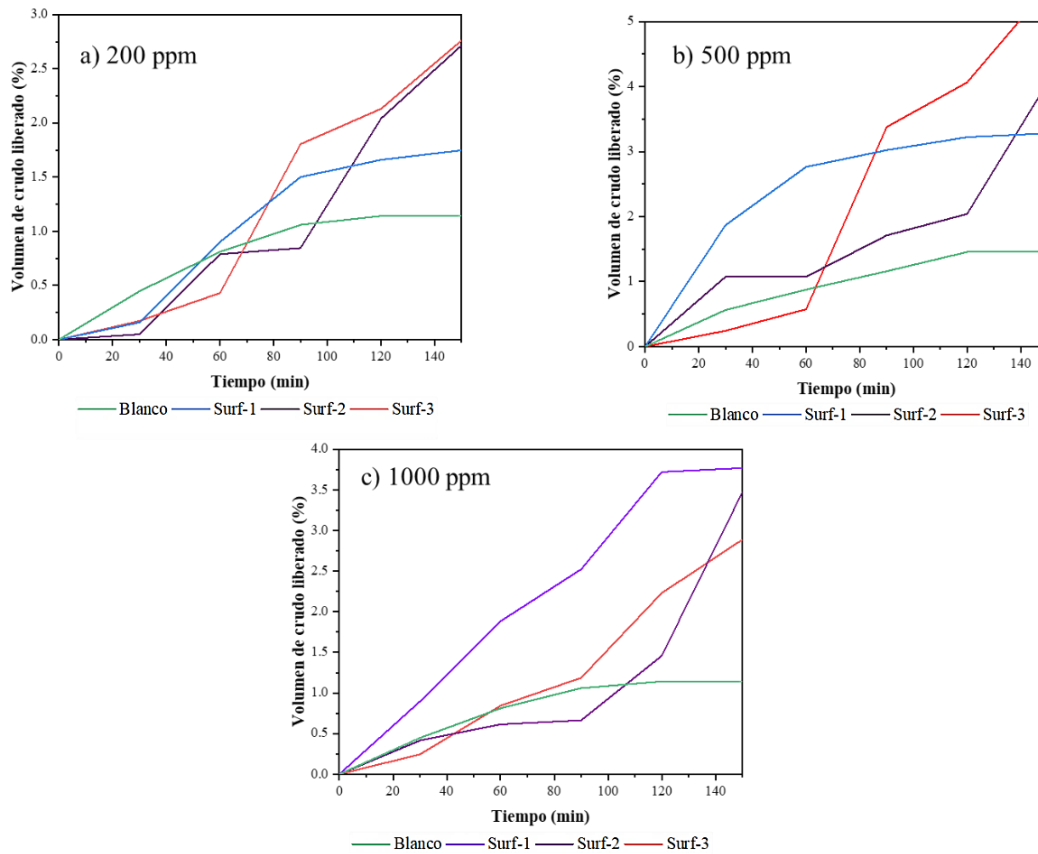 a) 200 ppm
Volumen de crudo liberado (%)
3.0
2.5
2.0
1.5
1.0
0.5
0.0
0 20 40 60 80 100 120 140
Tiempo (min)
Blanco Surf-1 Surf-2 Surf-3
b) 500 ppm
Volumen de crudo liberado (%)
5
4
3
2
1
0
0 20 40 60 80 100 120 140
Tiempo (min)
Blanco Surf-1 Surf-2 Surf-3
c) 1000 ppm
Volumen de crudo liberado (%)
4.0
3.5
3.0
2.5
2.0
1.5
1.0
0.5
0.0
0 20 40 60 80 100 120 140
Tiempo (min)
Blanco Surf-1 Surf-2 Surf-3